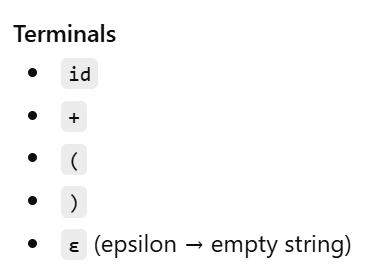 Terminals
• id
• +
• (
• )
• ε (epsilon → empty string)